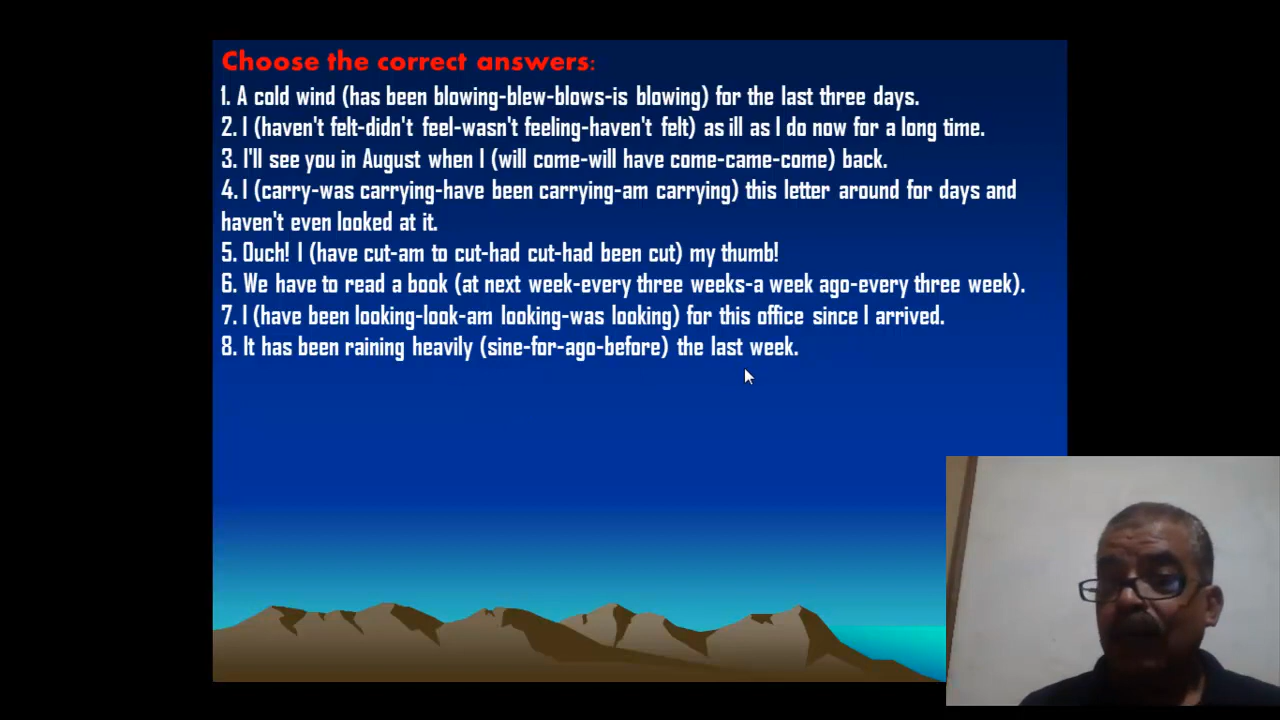 Choose the correct answers:
1. A cold wind (has been blowing-blew-blows-is blowing) for the last three days.
2. I (haven't felt-didn't feel-wasn't feeling-haven't felt) as ill as I do now for a long time.
3. I'll see you in August when I (will come-will have come-came-come) back.
4. I (carry-was carrying-have been carrying-am carrying) this letter around for days and
haven't even looked at it.
5. Ouch! I (have cut-am to cut-had cut-had been cut) my thumb!
6. We have to read a book (at next week-every three weeks-a week ago-every three week).
7. I (have been looking-look-am looking-was looking) for this office since I arrived.
8. It has been raining heavily (sine-for-ago-before) the last week.